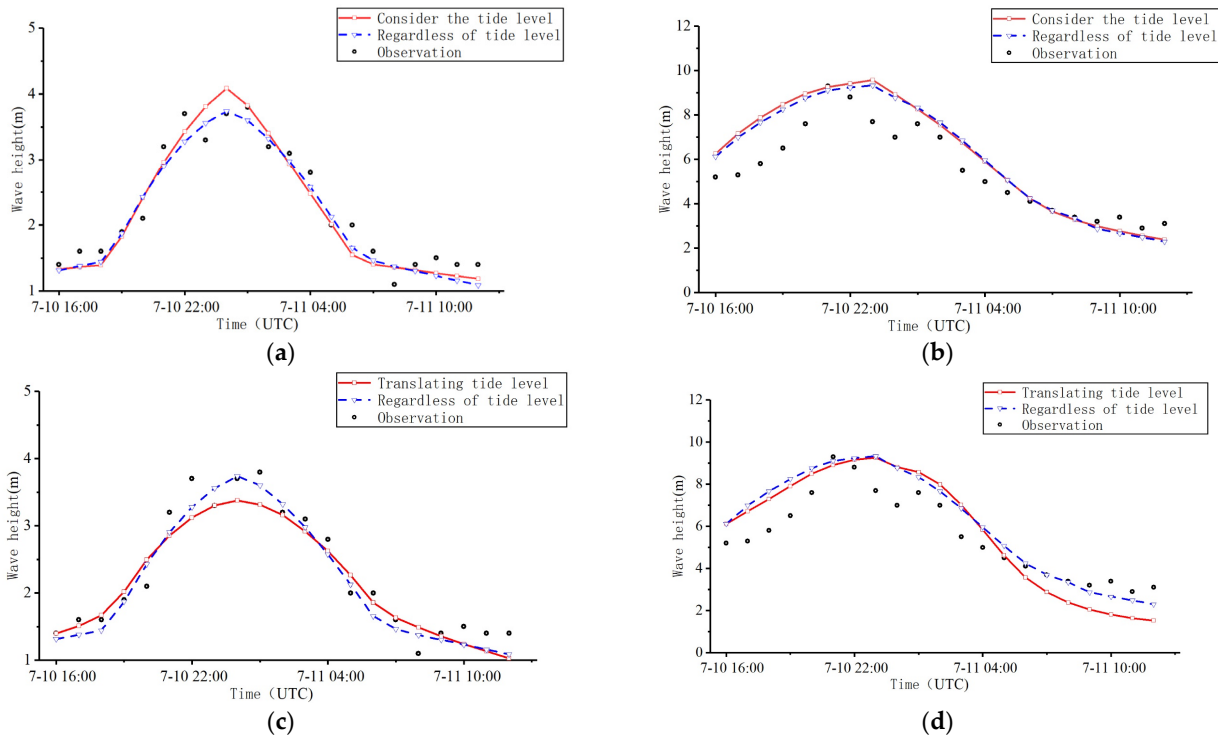 Consider the tide level
Regardless of tide level
Observation
5
4
3
2
1
Wave height(m)
7-10 16:00
7-10 22:00
7-11 04:00
7-11 10:00
Time (UTC)
(a)
Consider the tide level
Regardless of tide level
Observation
12
10
8
6
4
2
0
Wave height(m)
7-10 16:00
7-10 22:00
7-11 04:00
7-11 10:00
Time (UTC)
(b)
Translating tide level
Regardless of tide level
Observation
5
4
3
2
1
Wave height(m)
7-10 16:00
7-10 22:00
7-11 04:00
7-11 10:00
Time (UTC)
(c)
Translating tide level
Regardless of tide level
Observation
12
10
8
6
4
2
0
Wave height(m)
7-10 16:00
7-10 22:00
7-11 04:00
7-11 10:00
Time (UTC)
(d)